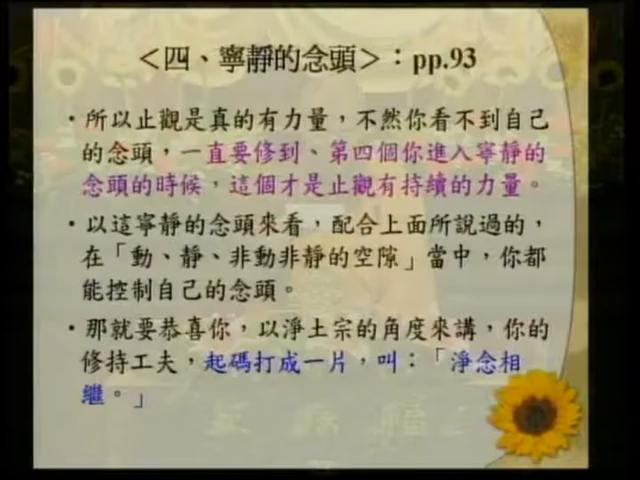 ＜四、寧靜的念頭＞：pp.93
・所以止觀是真的有力量，不然你看不到自己
的念頭，一直要修到、第四個你進入寧靜的
念頭的時候，這個才是止觀有持續的力量。
・以這寧靜的念頭來看，配合上面所說過的，
在「動、靜、非動非靜的空隙」當中，你都
能控制自己的念頭。
・那就要恭喜你，以淨土宗的角度來講，你的
修持工夫，起碼打成一片，叫：「淨念相
繼。」